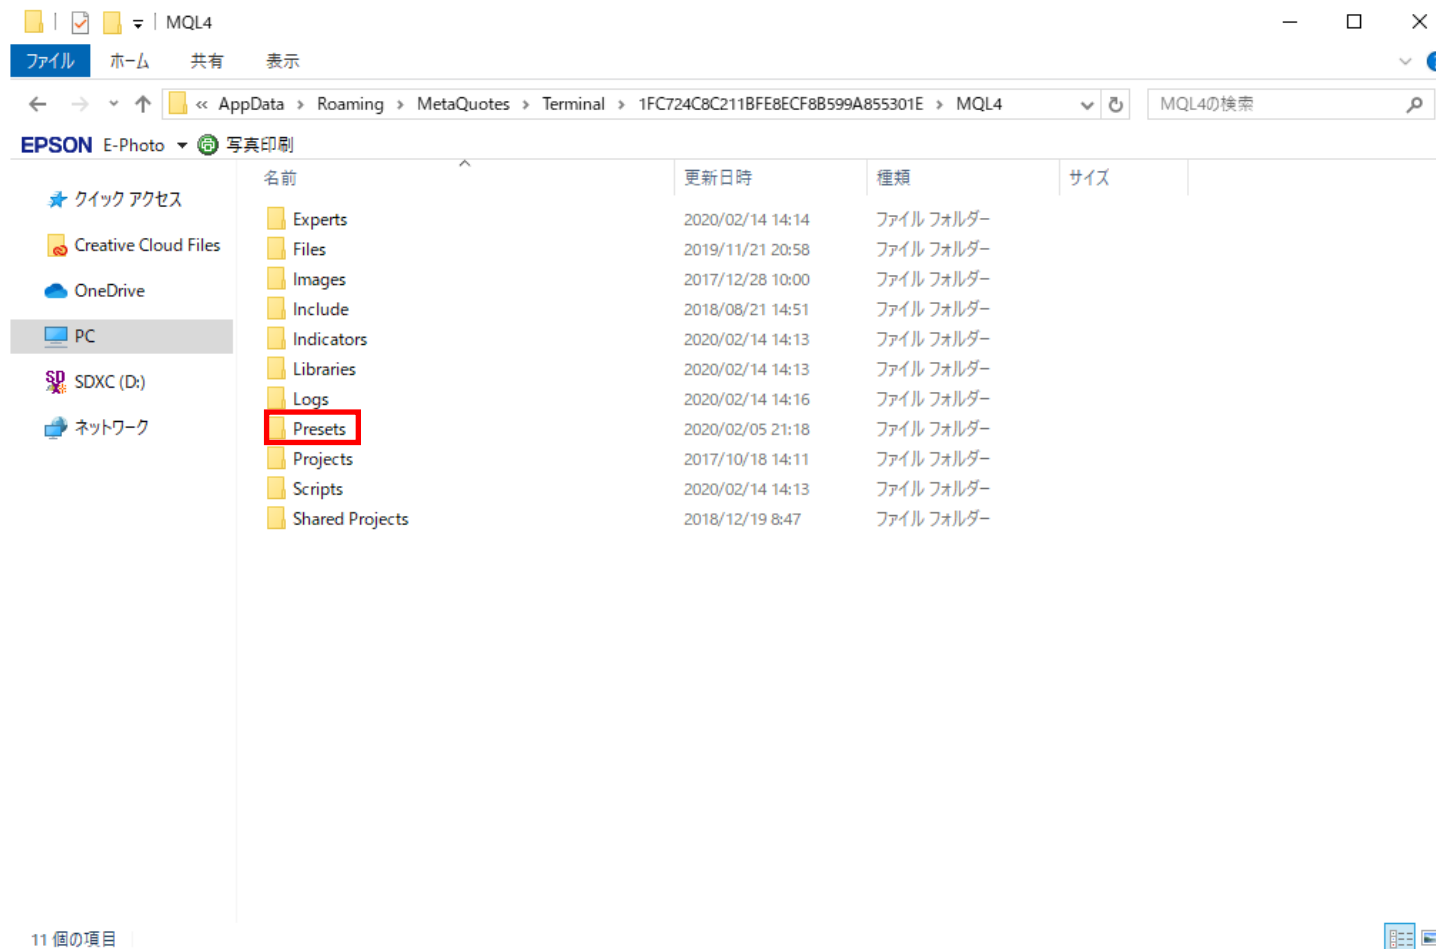 MQL4
ファイル ホーム 共有 表示
« AppData › Roaming › MetaQuotes › Terminal › 1FC724C8C211BFE8ECF8B599A855301E › MQL4 MQL4の検索
EPSON E-Photo 写真印刷
名前 更新日時 種類 サイズ
クイック アクセス
Creative Cloud Files
OneDrive
PC
SDXC (D:)
ネットワーク
Experts 2020/02/14 14:14 ファイル フォルダー
Files 2019/11/21 20:58 ファイル フォルダー
Images 2017/12/28 10:00 ファイル フォルダー
Include 2018/08/21 14:51 ファイル フォルダー
Indicators 2020/02/14 14:13 ファイル フォルダー
Libraries 2020/02/14 14:13 ファイル フォルダー
Logs 2020/02/14 14:16 ファイル フォルダー
Presets 2020/02/05 21:18 ファイル フォルダー
Projects 2017/10/18 14:11 ファイル フォルダー
Scripts 2020/02/14 14:13 ファイル フォルダー
Shared Projects 2018/12/19 8:47 ファイル フォルダー
11 個の項目